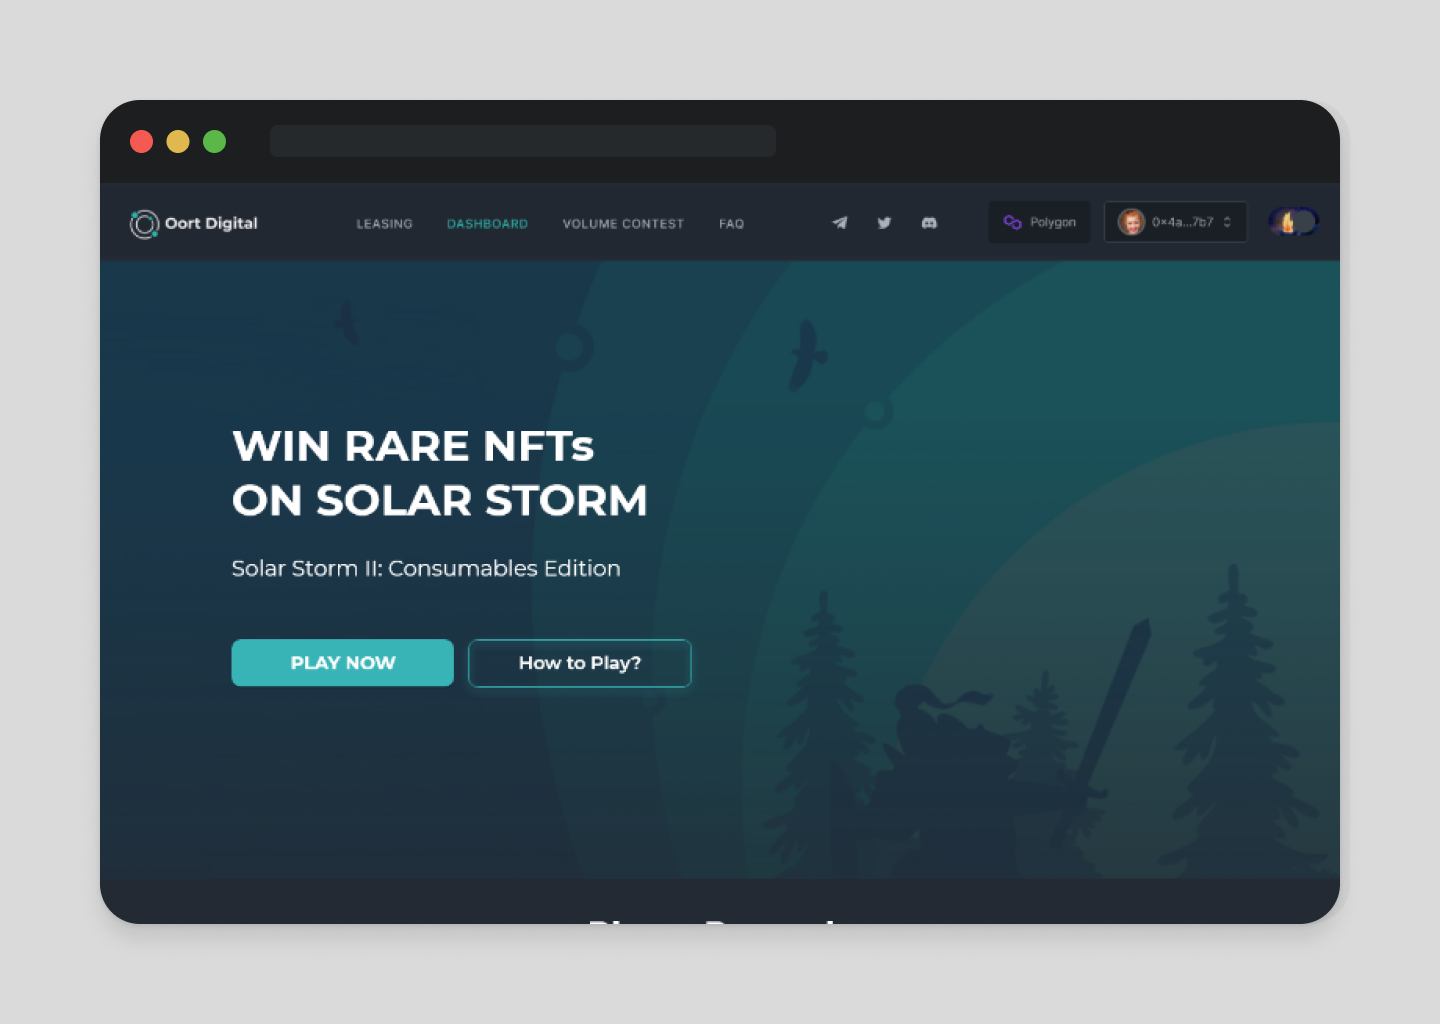 Oort Digital
LEASING
DASHBOARD
VOLUME CONTEST
FAQ
Polygon
0x4a...7b7
WIN RARE NFTs
ON SOLAR STORM
Solar Storm II: Consumables Edition
PLAY NOW
How to Play?